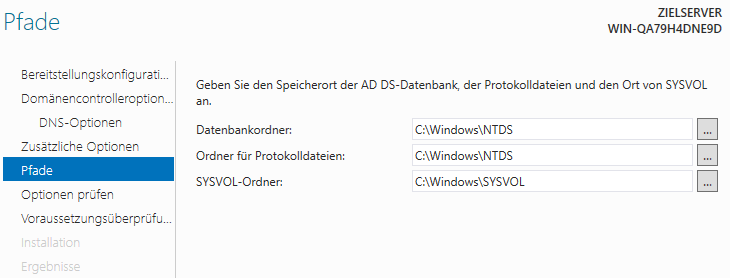 Pfade
ZIELSERVER
WIN-QA79H4DNE9D
Bereitstellungskonfigurati...
Domänencontrolleroption...
DNS-Optionen
Zusätzliche Optionen
Pfade
Optionen prüfen
Voraussetzungsüberprüfu...
Installation
Ergebnisse
Geben Sie den Speicherort der AD DS-Datenbank, der Protokolldateien und den Ort von SYSVOL
an.
Datenbankordner: C:\Windows\NTDS ...
Ordner für Protokolldateien: C:\Windows\NTDS ...
SYSVOL-Ordner: C:\Windows\SYSVOL ...